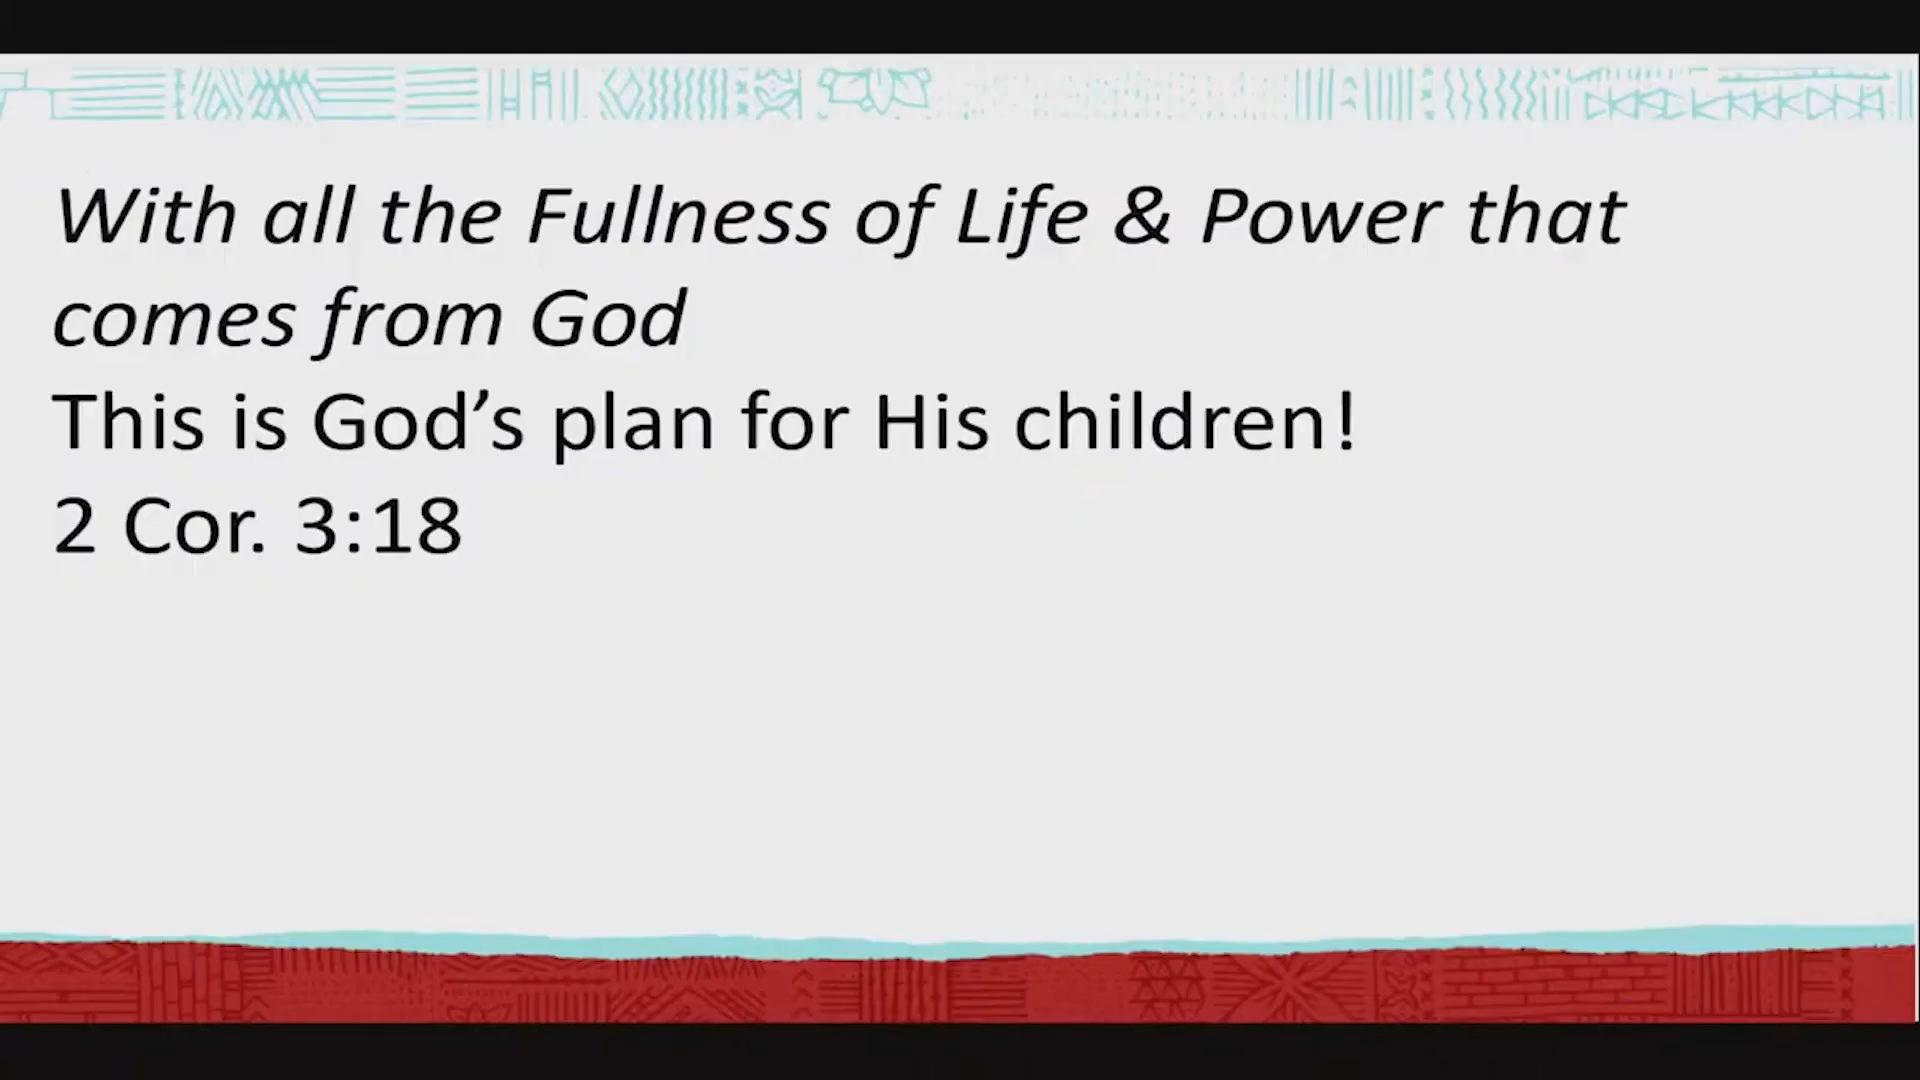 With all the Fullness of Life & Power that
comes from God
This is God’s plan for His children!
2 Cor. 3:18